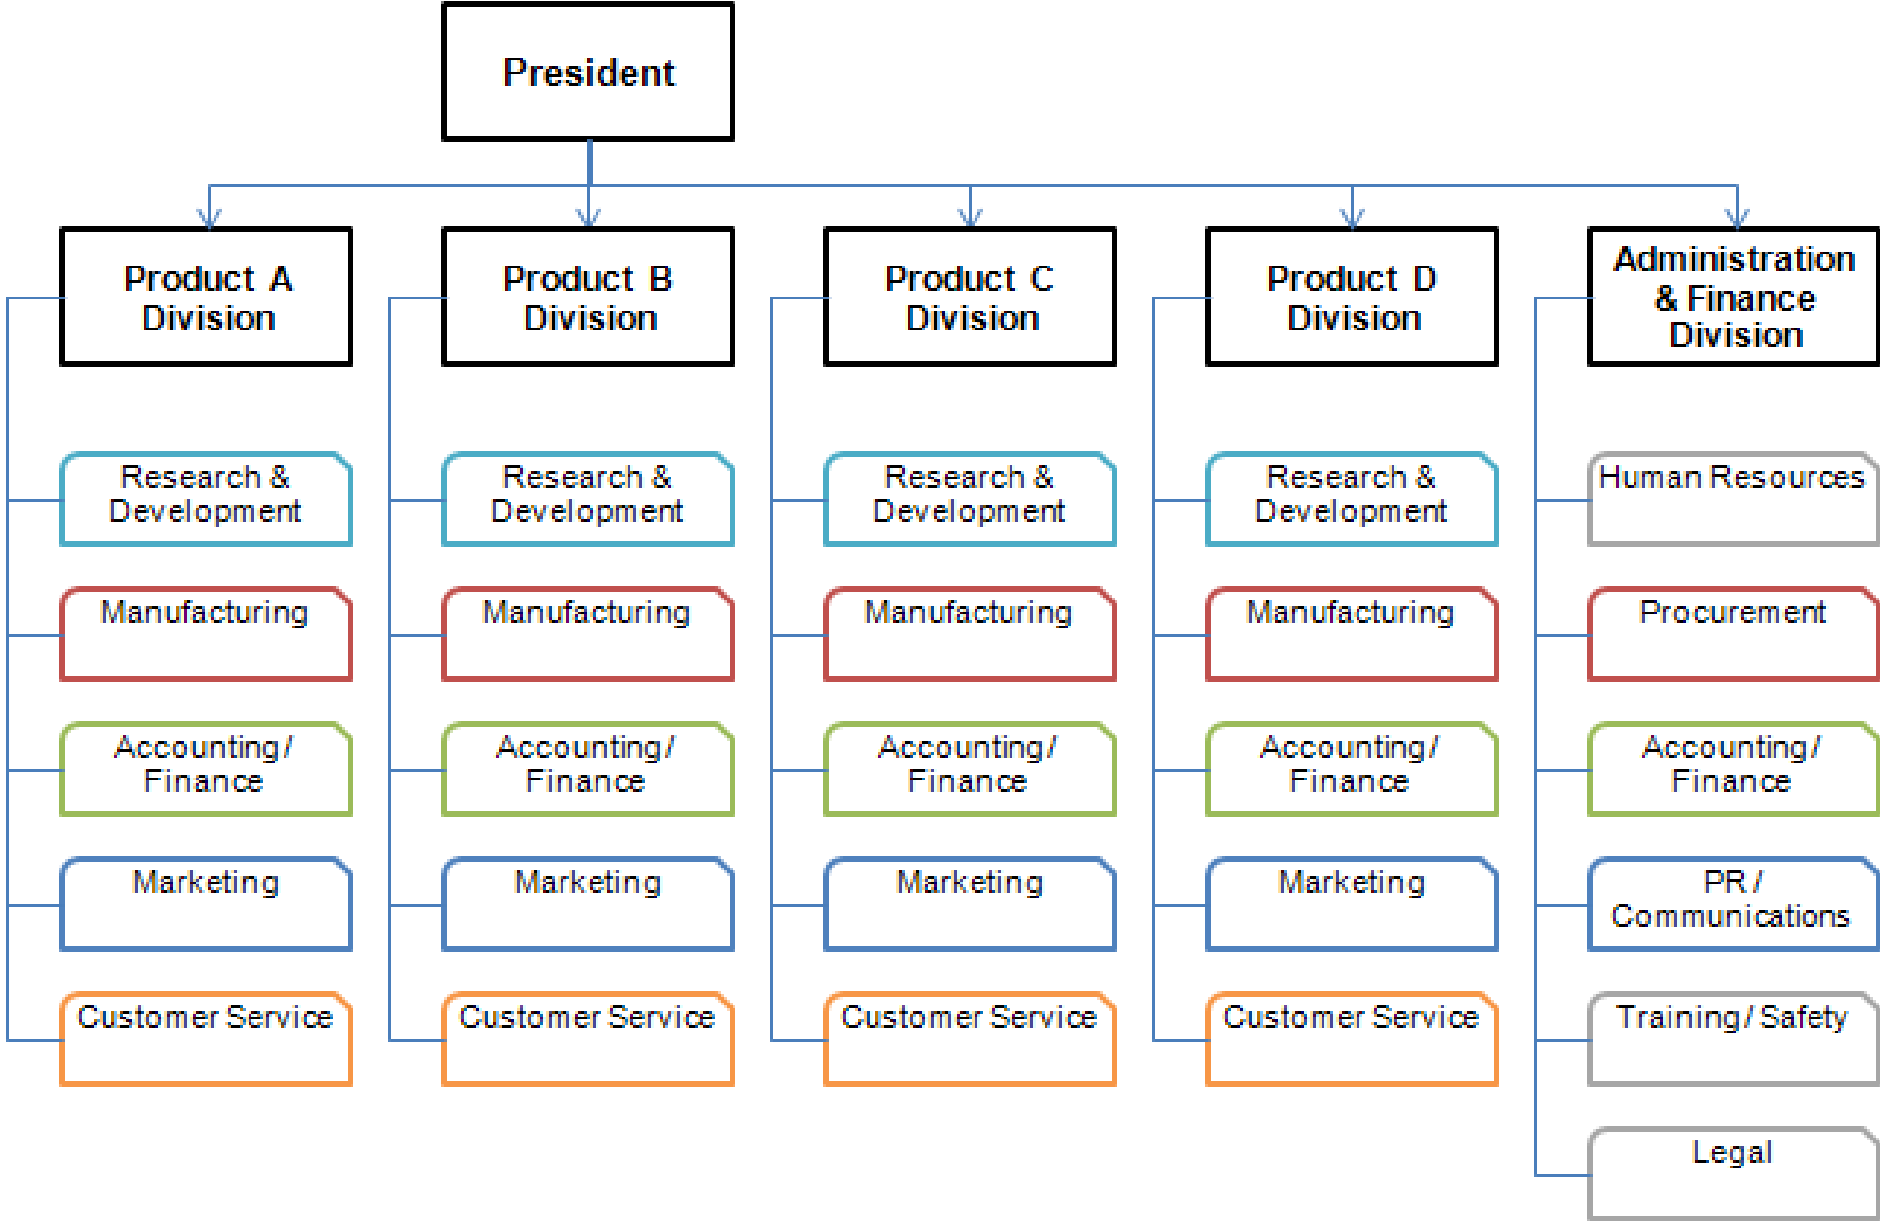 President
Product A
Division
Product B
Division
Product C
Division
Product D
Division
Administration
& Finance
Division
Research &
Development
Research &
Development
Research &
Development
Research &
Development
Human Resources
Manufacturing
Manufacturing
Manufacturing
Manufacturing
Procurement
Accounting/
Finance
Accounting/
Finance
Accounting/
Finance
Accounting/
Finance
Accounting/
Finance
Marketing
Marketing
Marketing
Marketing
PR /
Communications
Customer Service
Customer Service
Customer Service
Customer Service
Training / Safety
Legal